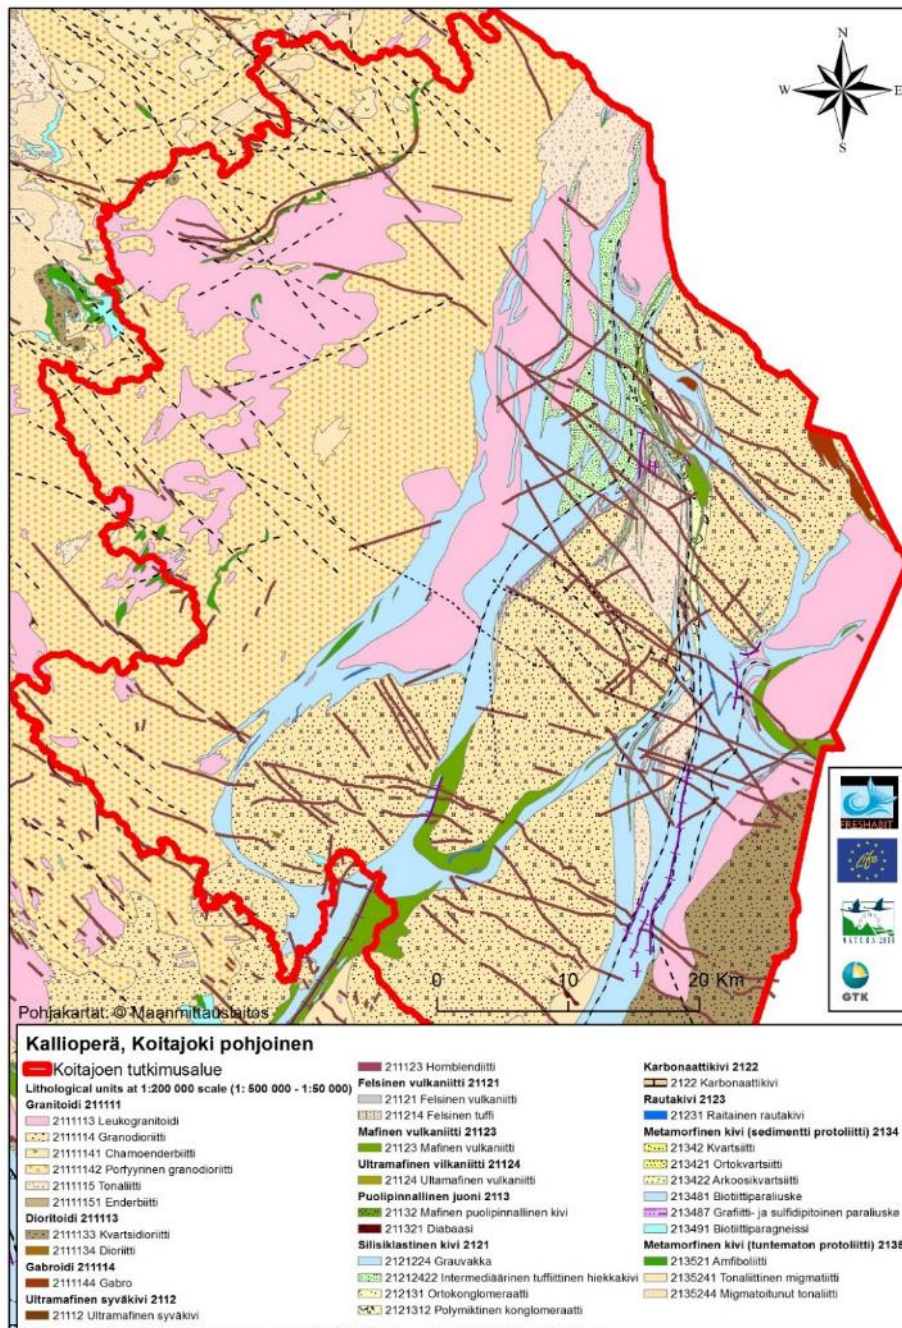 N
W
E
S
FRESHABIT
Life
NATURA 2000
GTK
0
10
20 Km
Pohjakartat: © Maanmittauslaitos
Kallioperä, Koitajoki pohjoinen
Koitajoen tutkimusalue
Lithological units at 1:200 000 scale (1: 500 000 - 1:50 000)
Granitoidi 211111
2111113 Leukogranitoidi
2111114 Granodioriitti
21111141 Charnoenderbiitti
21111142 Porfyyrinen granodioriitti
2111115 Tonaliitti
21111151 Enderbiitti
Dioritoidi 211113
2111133 Kvartsidioriitti
2111134 Dioriitti
Gabroidi 211114
2111144 Gabro
Ultramafinen syväkivi 2112
21112 Ultramafinen syväkivi
211123 Hornblendiitti
Felsinen vulkaniitti 21121
21121 Felsinen vulkaniitti
211214 Felsinen tuffi
Mafinen vulkaniitti 21123
21123 Mafinen vulkaniitti
Ultramafinen vilkaniitti 21124
21124 Ultamafinen vulkaniitti
Puolipinnallinen juoni 2113
21132 Mafinen puolipinnallinen kivi
211321 Diabaasi
Silisiklastinen kivi 2121
2121224 Grauvakka
21212422 Intermediäärinen tuffiittinen hiekkakivi
212131 Ortokonglomeraatti
2121312 Polymiktinen konglomeraatti
Karbonaattikivi 2122
2122 Karbonaattikivi
Rautakivi 2123
21231 Raitainen rautakivi
Metamorfinen kivi (sedimentti protoliitti) 2134
21342 Kvartsiitti
213421 Ortokvartsiitti
213422 Arkoosikvartsiitti
213481 Biotiittiparaliuske
213487 Grafiitti- ja sulfidipitoinen paraliuske
213491 Biotiittiparagneissi
Metamorfinen kivi (tuntematon protoliitti) 2135
213521 Amfiboliitti
2135241 Tonaliittinen migmatiitti
2135244 Migmatoitunut tonaliitti